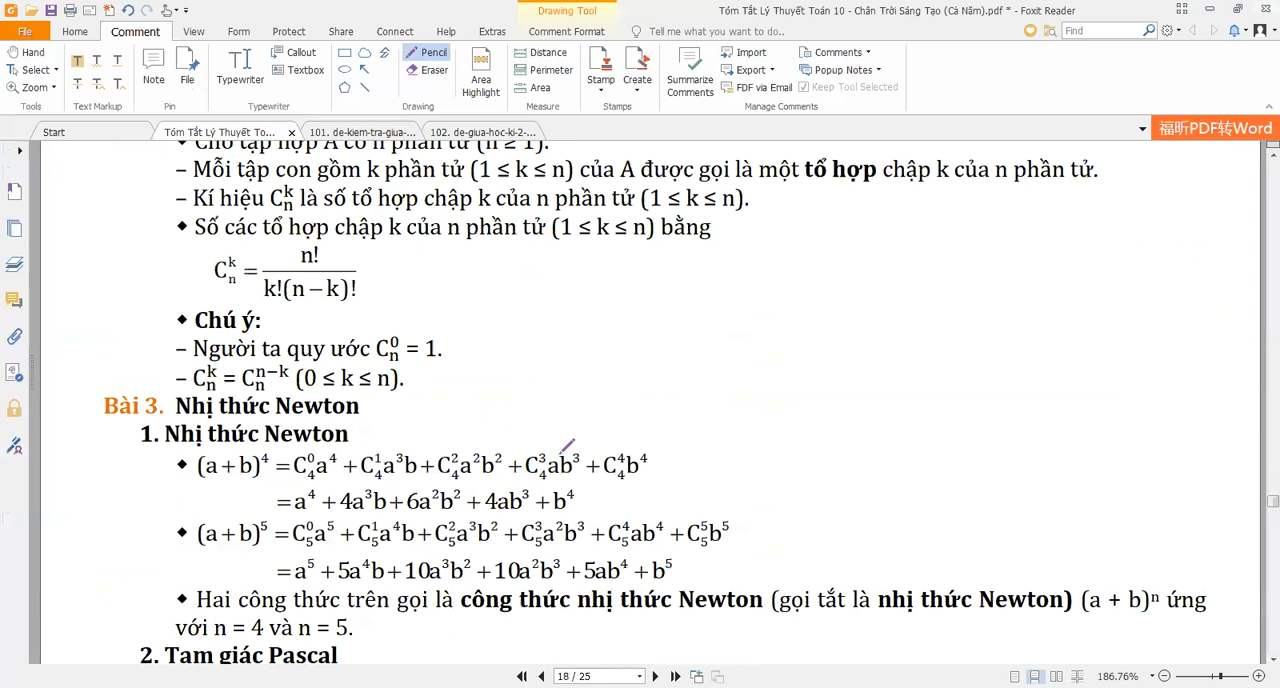 Drawing Tool
Tóm Tắt Lý Thuyết Toán 10 - Chân Trời Sáng Tạo (Cả Năm).pdf * - Foxit Reader
File Home Comment View Form Protect Share Connect Help Extras Comment Format Tell me what you want to do.. Find
Hand Callout Pencil Distance Import Comments
Select Note File Typewriter Textbox Eraser Area Highlight Perimeter Stamp Create Summarize Comments Export Popup Notes
Zoom Area FDF via Email Keep Tool Selected
Tools Text Markup Pin Typewriter Drawing Measure Stamps Manage Comments
Start Tóm Tắt Lý Thuyết To... 101. de-kiem-tra-giua-... 102. de-giua-hoc-ki-2-... 福昕PDF转Word
Cho tập hợp A có n phần tử (n ≥ 1).
– Mỗi tập con gồm k phần tử (1 ≤ k ≤ n) của A được gọi là một tổ hợp chập k của n phần tử.
– Kí hiệu Cₙᵏ là số tổ hợp chập k của n phần tử (1 ≤ k ≤ n).
◆ Số các tổ hợp chập k của n phần tử (1 ≤ k ≤ n) bằng
Cₙᵏ = n! / k!(n – k)!
◆ Chú ý:
– Người ta quy ước Cₙ⁰ = 1.
– Cₙᵏ = Cₙⁿ⁻ᵏ (0 ≤ k ≤ n).
Bài 3. Nhị thức Newton
1. Nhị thức Newton
◆ (a + b)⁴ = C₄⁰a⁴ + C₄¹a³b + C₄²a²b² + C₄³ab³ + C₄⁴b⁴
= a⁴ + 4a³b + 6a²b² + 4ab³ + b⁴
◆ (a + b)⁵ = C₅⁰a⁵ + C₅¹a⁴b + C₅²a³b² + C₅³a²b³ + C₅⁴ab⁴ + C₅⁵b⁵
= a⁵ + 5a⁴b + 10a³b² + 10a²b³ + 5ab⁴ + b⁵
◆ Hai công thức trên gọi là công thức nhị thức Newton (gọi tắt là nhị thức Newton) (a + b)ⁿ ứng
với n = 4 và n = 5.
2. Tam giác Pascal
18 / 25 186.76%